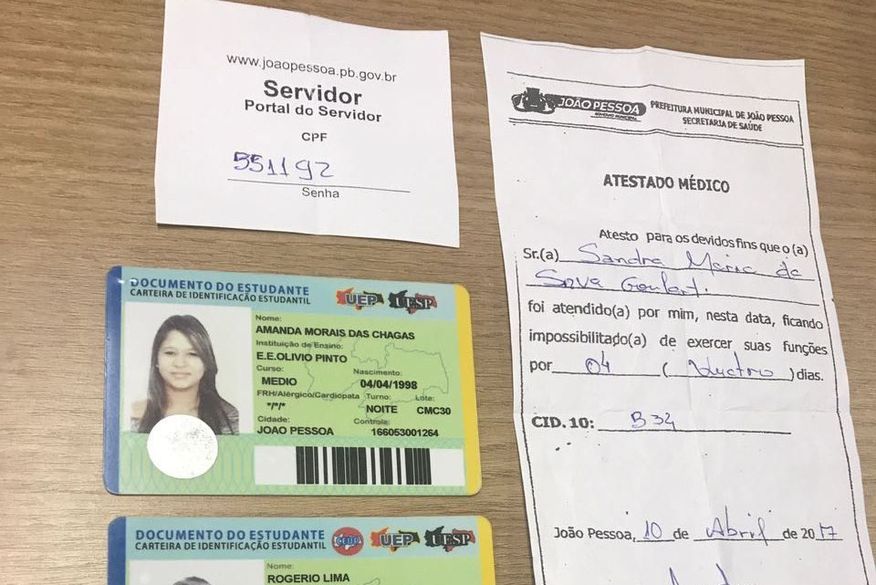 www.joaopessoa.pb.gov.br
Servidor
Portal do Servidor
CPF
551192
Senha
DOCUMENTO DO ESTUDANTE
CARTEIRA DE IDENTIFICAÇÃO ESTUDANTIL
UEP UESP
Nome:
AMANDA MORAIS DAS CHAGAS
Instituição de Ensino:
E.E.OLIVIO PINTO
Curso: Nascimento:
MEDIO 04/04/1998
FRH/Alérgico/Cardiopata Turno: Lote:
*/*/* NOITE CMC30
Cidade: Controle:
JOAO PESSOA 166053001264
DOCUMENTO DO ESTUDANTE
CARTEIRA DE IDENTIFICAÇÃO ESTUDANTIL
UEP UESP
Nome:
ROGERIO LIMA
JOÃO PESSOA
PREFEITURA MUNICIPAL DE JOÃO PESSOA
SECRETARIA DE SAÚDE
ATESTADO MÉDICO
Atesto para os devidos fins que o (a)
Sr.(a) Sandra Maria da
Goulart.
foi atendido(a) por mim, nesta data, ficando
impossibilitado(a) de exercer suas funções
por 04 ( ) dias.
CID. 10: B34
João Pessoa, 10 de Abril de 2017